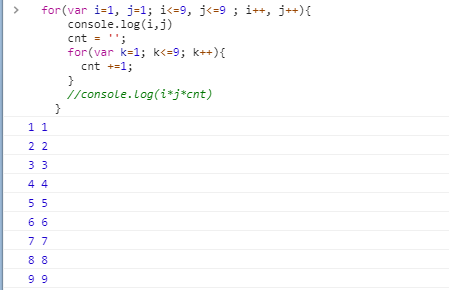 > for(var i=1, j=1; i<=9, j<=9 ; i++, j++){
console.log(i,j)
cnt = '';
for(var k=1; k<=9; k++){
cnt +=1;
}
//console.log(i*j*cnt)
}
1 1
2 2
3 3
4 4
5 5
6 6
7 7
8 8
9 9